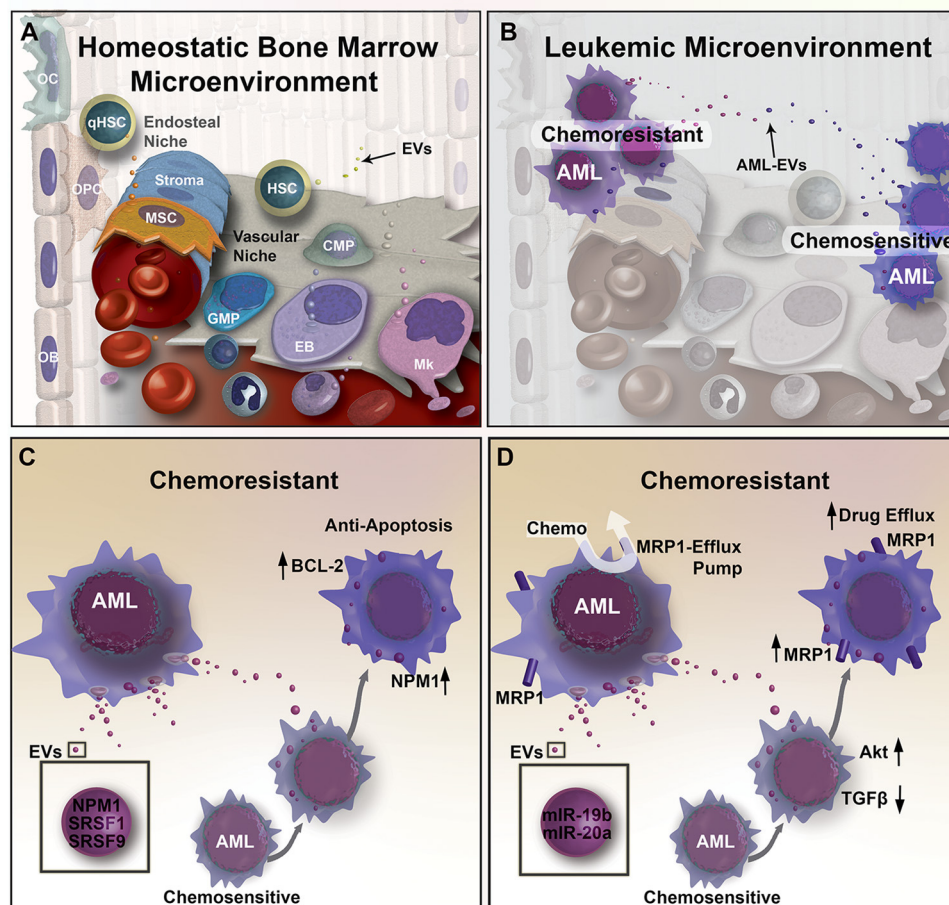 A
Homeostatic Bone Marrow
Microenvironment
OC
qHSC
Endosteal
Niche
EVs
OPC
Stroma
HSC
MSC
Vascular
Niche
CMP
GMP
EB
OB
Mk
B
Leukemic Microenvironment
Chemoresistant
AML
AML-EVs
Chemosensitive
AML
C
Chemoresistant
Anti-Apoptosis
BCL-2
AML
NPM1
EVs
NPM1
SRSF1
SRSF9
AML
Chemosensitive
D
Chemoresistant
Drug Efflux
MRP1
Chemo
MRP1-Efflux
Pump
AML
MRP1
MRP1
EVs
Akt
TGFβ
mIR-19b
mIR-20a
AML
Chemosensitive